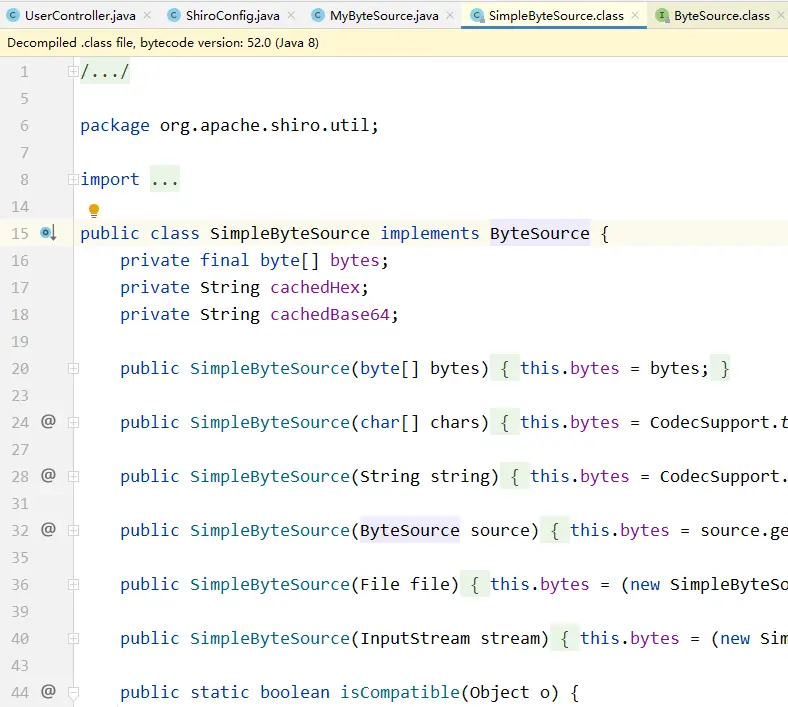 UserController.java ShiroConfig.java MyByteSource.java SimpleByteSource.class ByteSource.class
Decompiled .class file, bytecode version: 52.0 (Java 8)
1 /.../
5
6 package org.apache.shiro.util;
7
8 import ...
14
15 public class SimpleByteSource implements ByteSource {
16 private final byte[] bytes;
17 private String cachedHex;
18 private String cachedBase64;
19
20 public SimpleByteSource(byte[] bytes) { this.bytes = bytes; }
23
24 @ public SimpleByteSource(char[] chars) { this.bytes = CodecSupport.t
27
28 @ public SimpleByteSource(String string) { this.bytes = CodecSupport.
31
32 @ public SimpleByteSource(ByteSource source) { this.bytes = source.ge
35
36 public SimpleByteSource(File file) { this.bytes = (new SimpleByteSo
39
40 public SimpleByteSource(InputStream stream) { this.bytes = (new Sim
43
44 @ public static boolean isCompatible(Object o) {